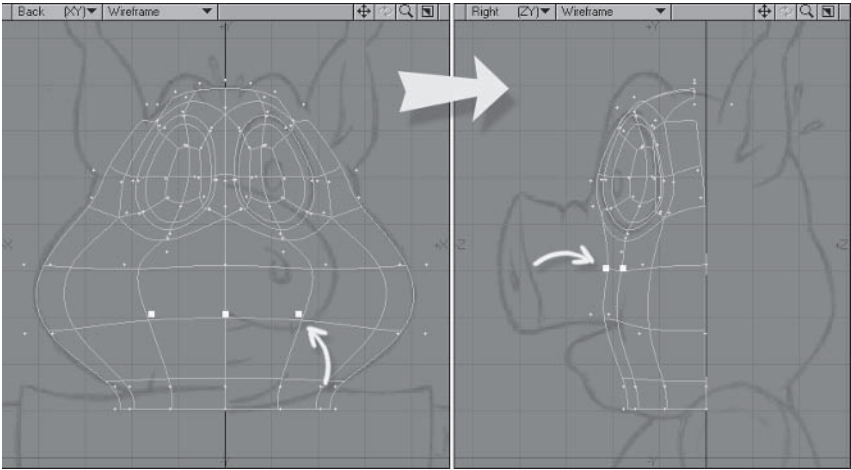 Back (XY) Wireframe
Right (ZY) Wireframe
+Y
+Y
-X
+X
-Z
+Z
-Y
-Y